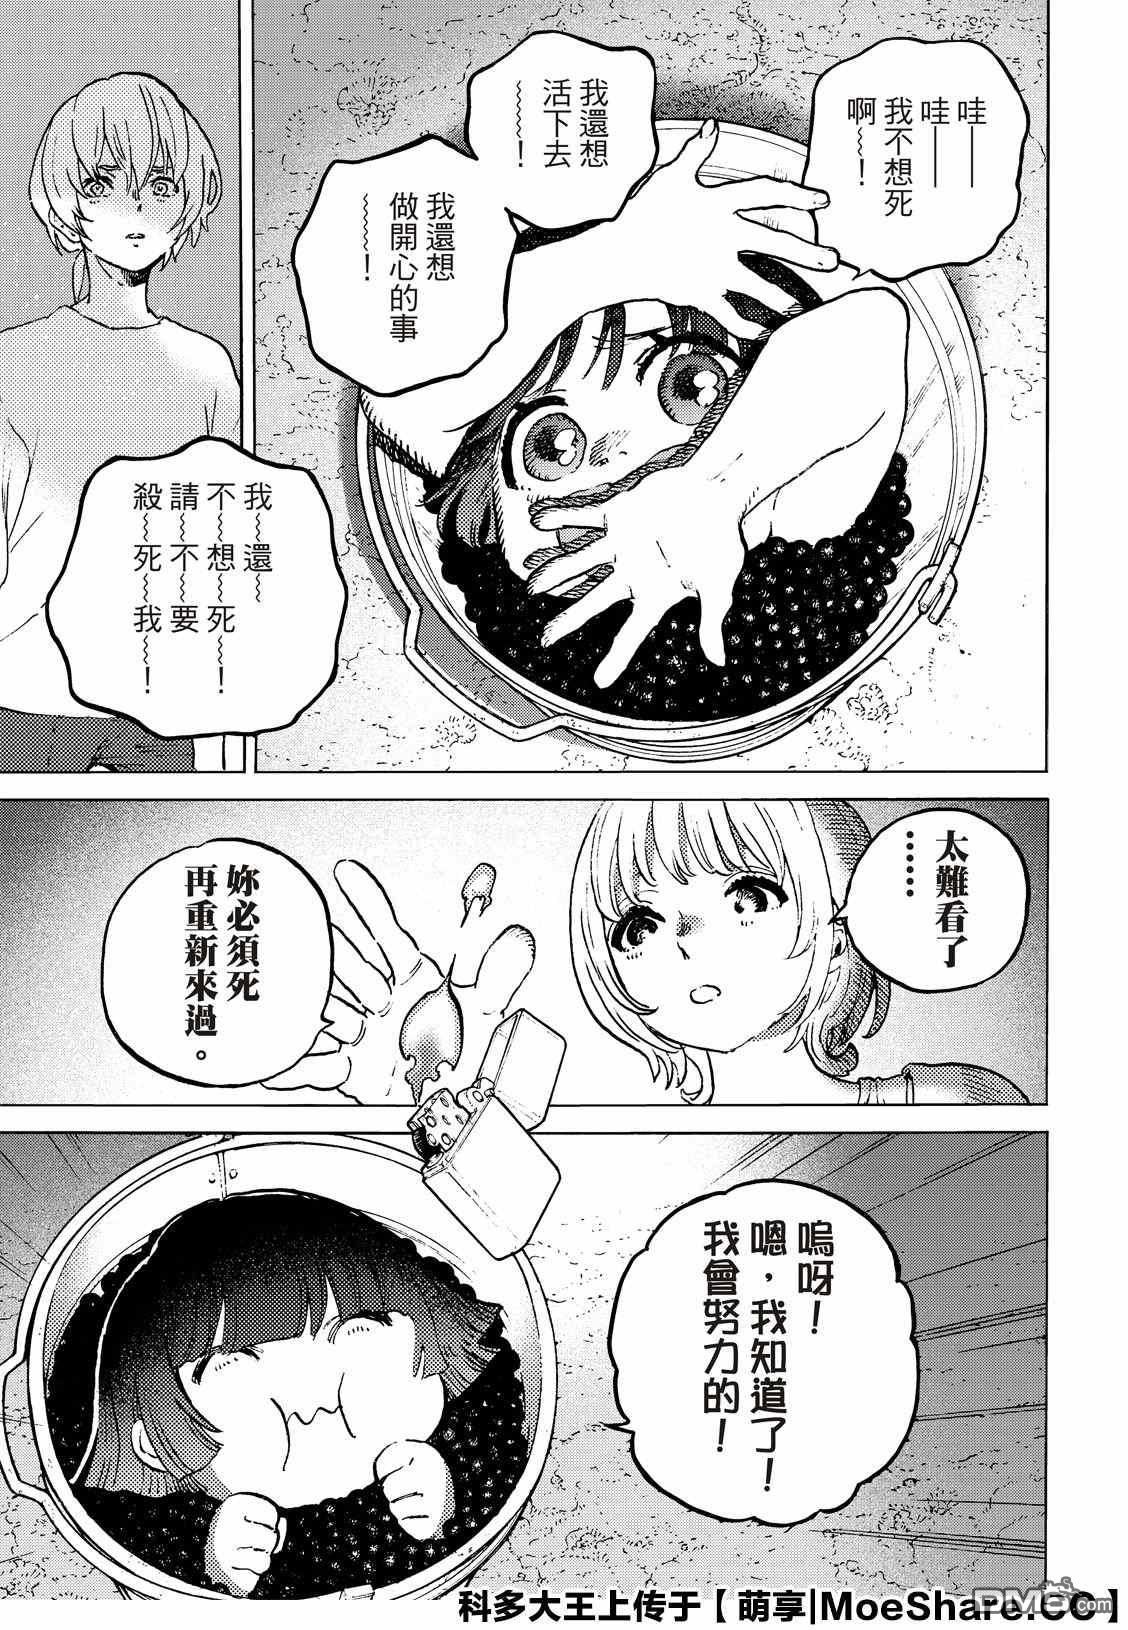 哇——
哇——
我不想死
啊~~！
我還想
活下去
~~~~！
我還想
做開心的事
~~~~！
我~還~
不~想~死~~！
請~不~要
殺~死~我~~！
太難看了
⋯⋯
妳必須死
再重新來過。
嗚呀！
嗯，我知道了！
我會努力的！
科多大王上传于【萌享|MoeShare.CC】
DM5.com